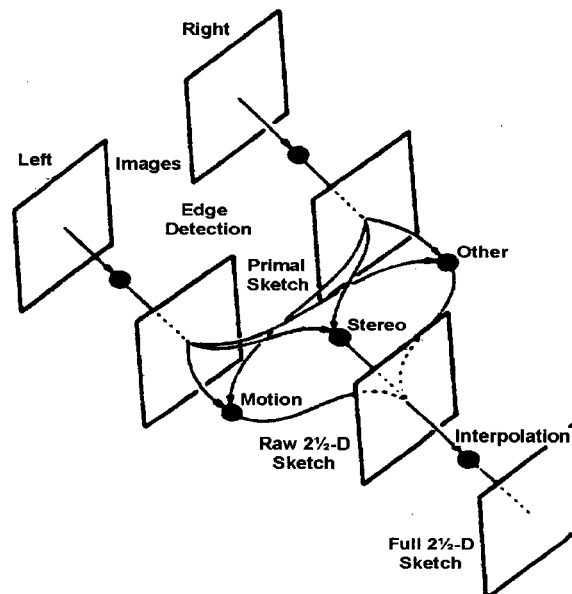 Right
Left
Images
Edge
Detection
Primal
Sketch
Other
Stereo
Motion
Raw 2½-D
Sketch
Interpolation
Full 2½-D
Sketch